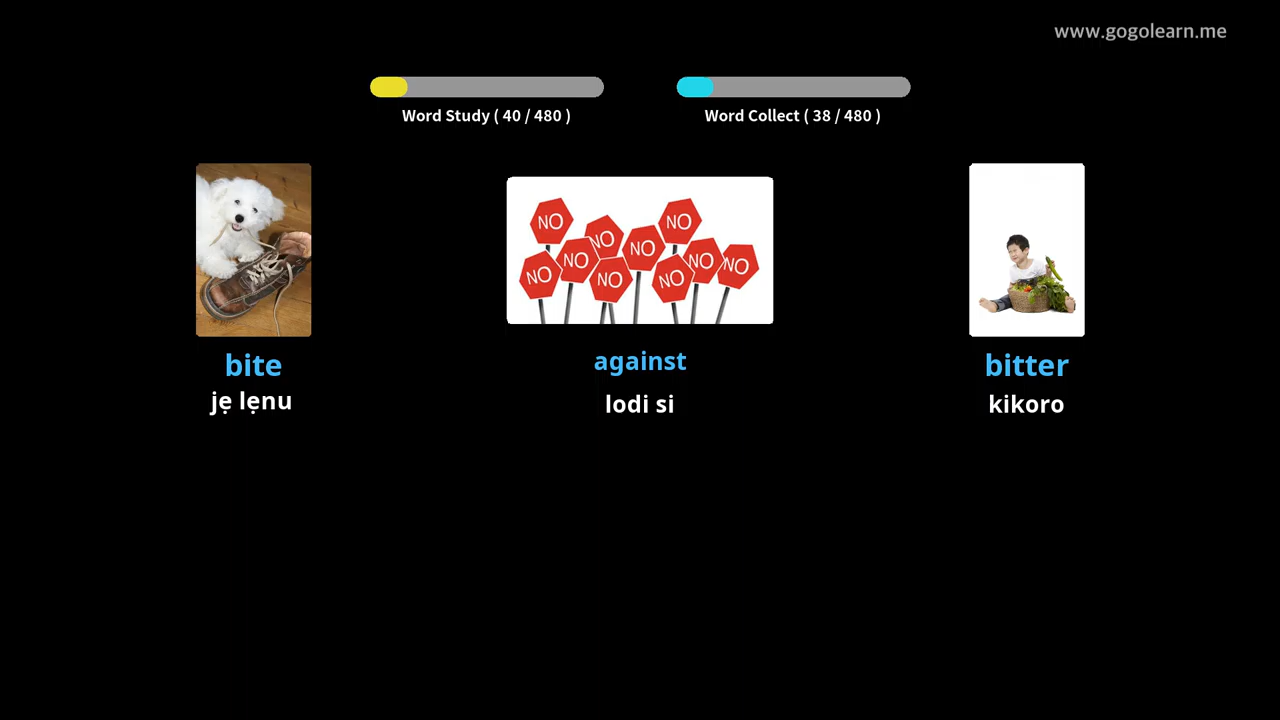 www.gogolearn.me
Word Study ( 40 / 480 )
Word Collect ( 38 / 480 )
NO
NO
NO
NO
NO
NO
NO
NO
NO
NO
bite
against
bitter
jẹ lẹnu
lodi si
kikoro